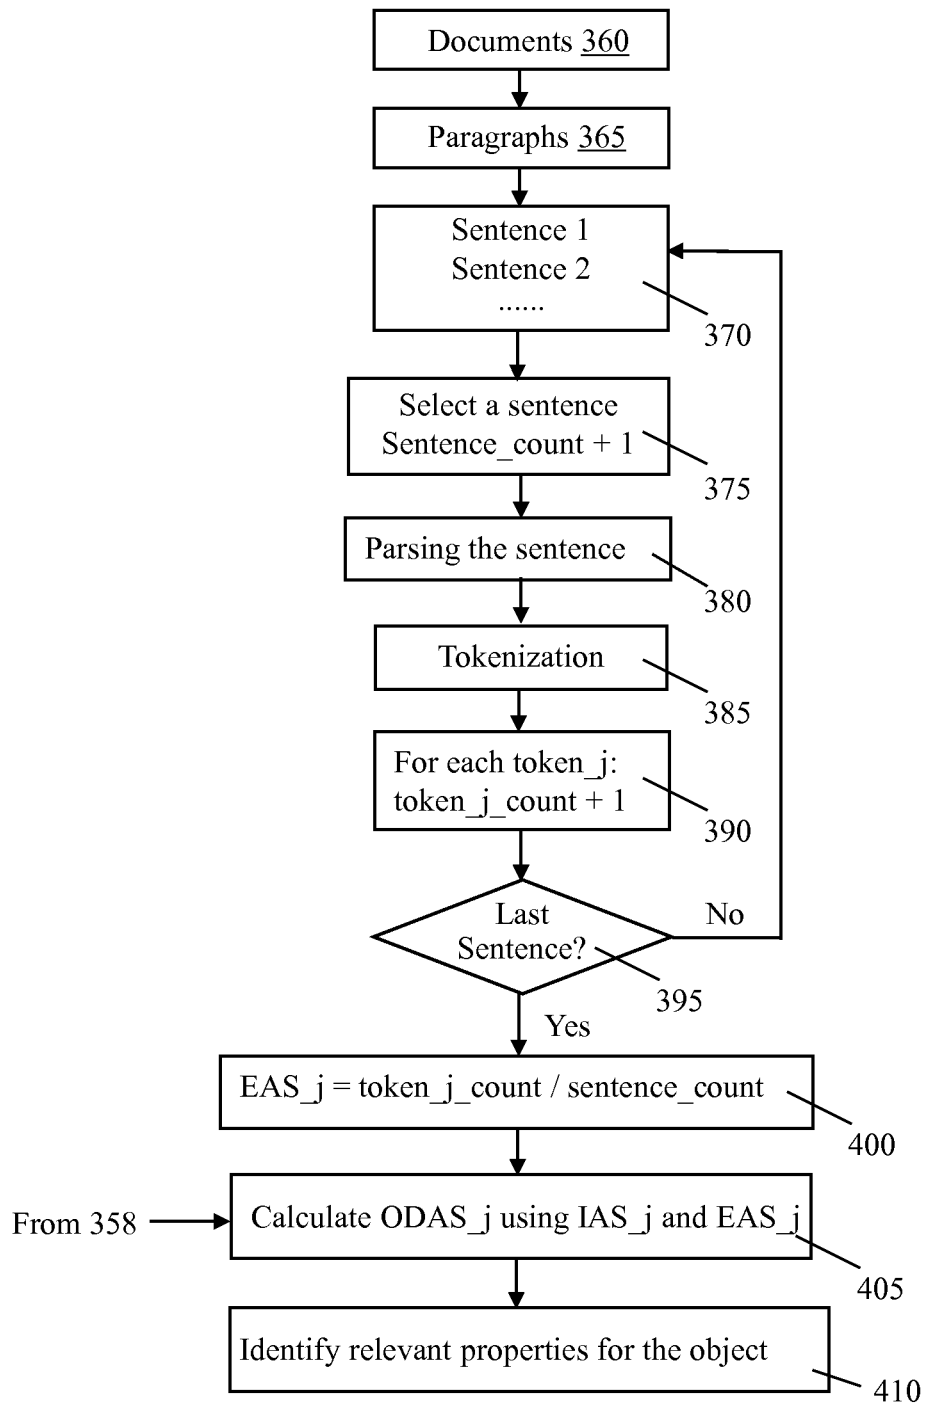 Documents 360
Paragraphs 365
Sentence 1
Sentence 2
......
370
Select a sentence
Sentence_count + 1
375
Parsing the sentence
380
Tokenization
385
For each token_j:
token_j_count + 1
390
Last
Sentence?
No
395
Yes
EAS_j = token_j_count / sentence_count
400
From 358
Calculate ODAS_j using IAS_j and EAS_j
405
Identify relevant properties for the object
410